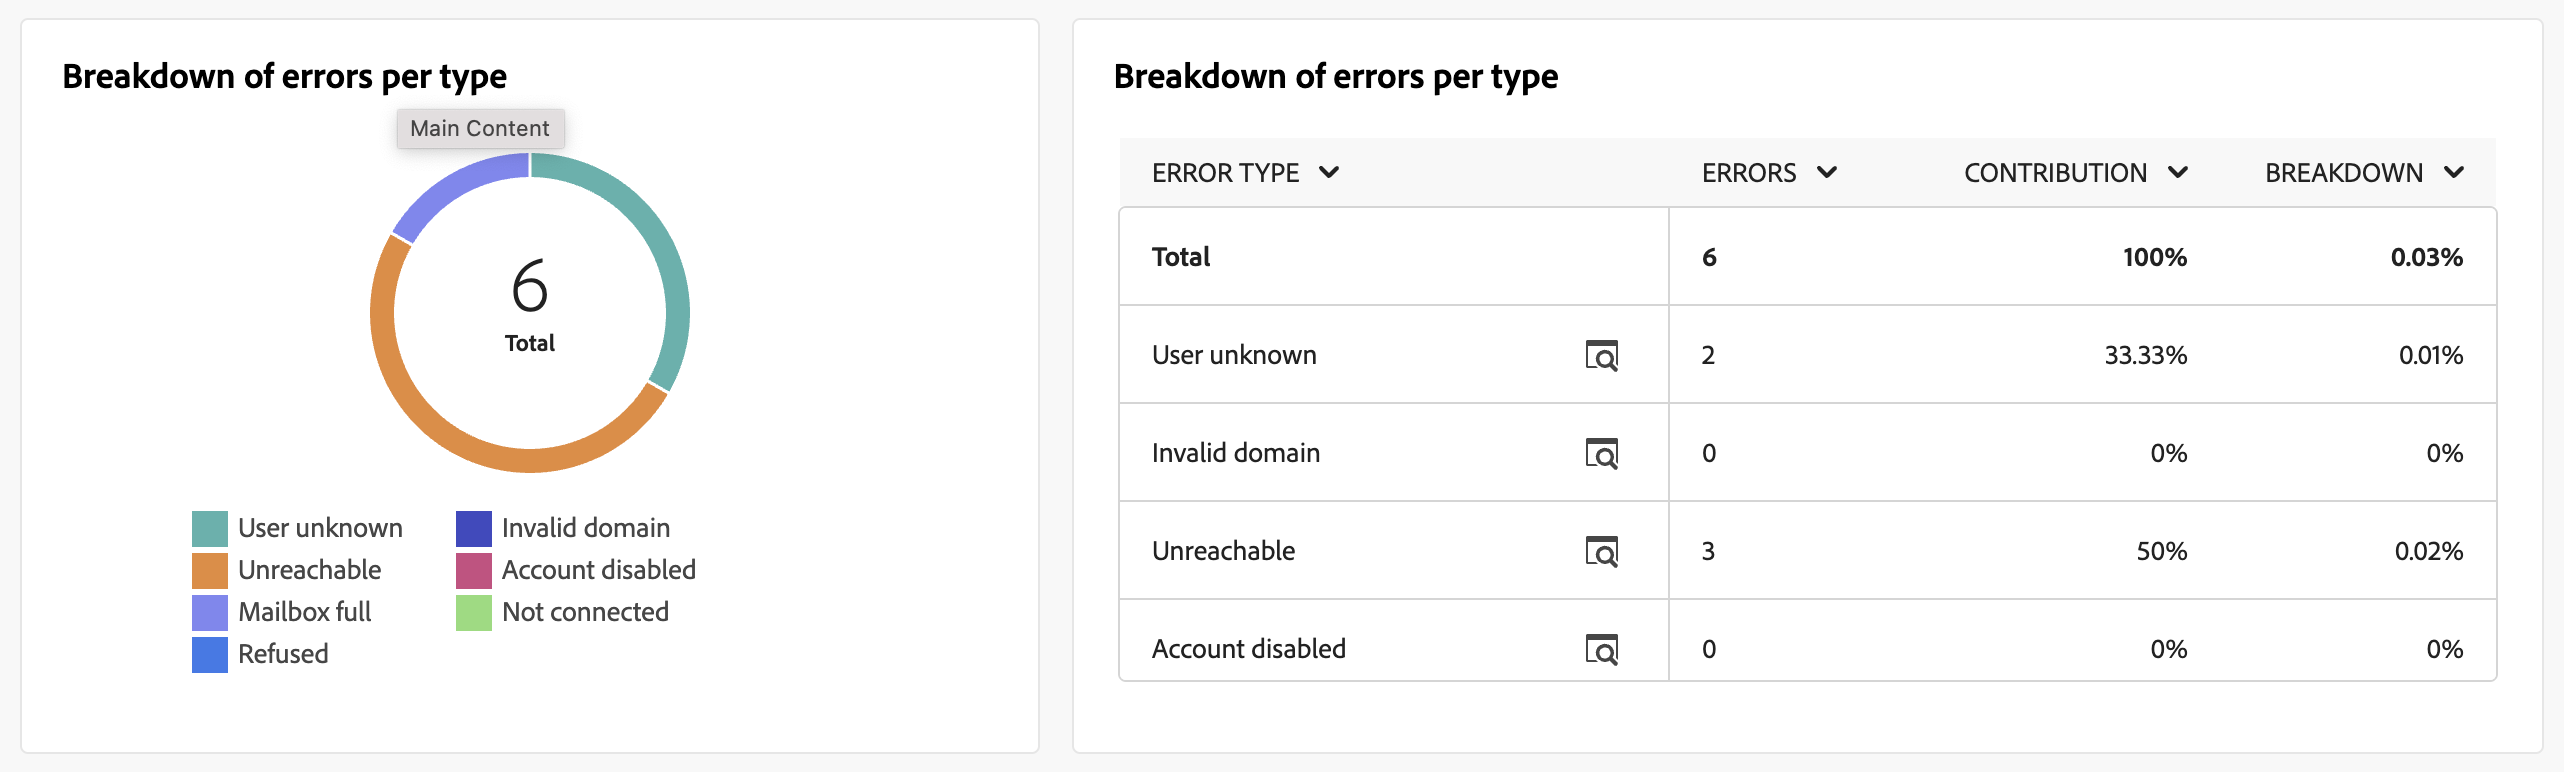 Breakdown of errors per type
Main Content
6
Total
User unknown
Invalid domain
Unreachable
Account disabled
Mailbox full
Not connected
Refused
Breakdown of errors per type
ERROR TYPE ERRORS CONTRIBUTION BREAKDOWN
Total 6 100% 0.03%
User unknown 2 33.33% 0.01%
Invalid domain 0 0% 0%
Unreachable 3 50% 0.02%
Account disabled 0 0% 0%